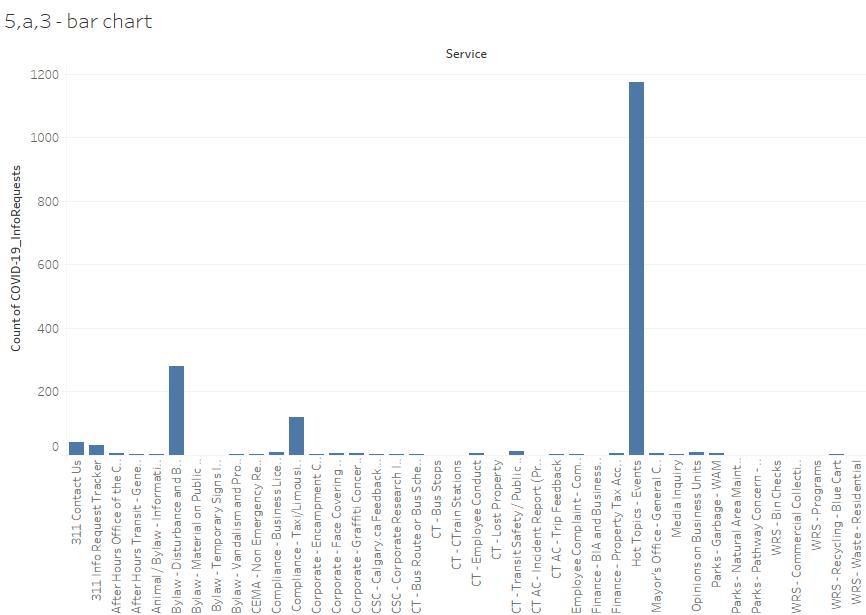 5,a,3 - bar chart
Service
Count of COVID-19_InfoRequests
1200
1000
800
600
400
200
0
311 Contact Us
311 Info Request Tracker
After Hours Office of the C..
After Hours Transit - Gene..
Animal / Bylaw - Informati..
Bylaw - Disturbance and B..
Bylaw - Material on Public ..
Bylaw - Temporary Signs I..
Bylaw - Vandalism and Pro..
CEMA - Non Emergency Re..
Compliance - Business Lice..
Compliance - Taxi/Limousi..
Corporate - Encampment C..
Corporate - Face Covering ..
Corporate - Graffiti Concer..
CSC - Calgary.ca Feedback..
CSC - Corporate Research I..
CT - Bus Route or Bus Sche..
CT - Bus Stops
CT - CTrain Stations
CT - Employee Conduct
CT - Lost Property
CT - Transit Safety / Public ..
CT AC - Incident Report (Pr..
CT AC - Trip Feedback
Employee Complaint - Com..
Finance - BIA and Business..
Finance - Property Tax Acc..
Hot Topics - Events
Mayor's Office - General C..
Media Inquiry
Opinions on Business Units
Parks - Garbage - WAM
Parks - Natural Area Maint..
Parks - Pathway Concern - ..
WRS - Bin Checks
WRS - Commercial Collecti..
WRS - Programs
WRS - Recycling - Blue Cart
WRS - Waste - Residential